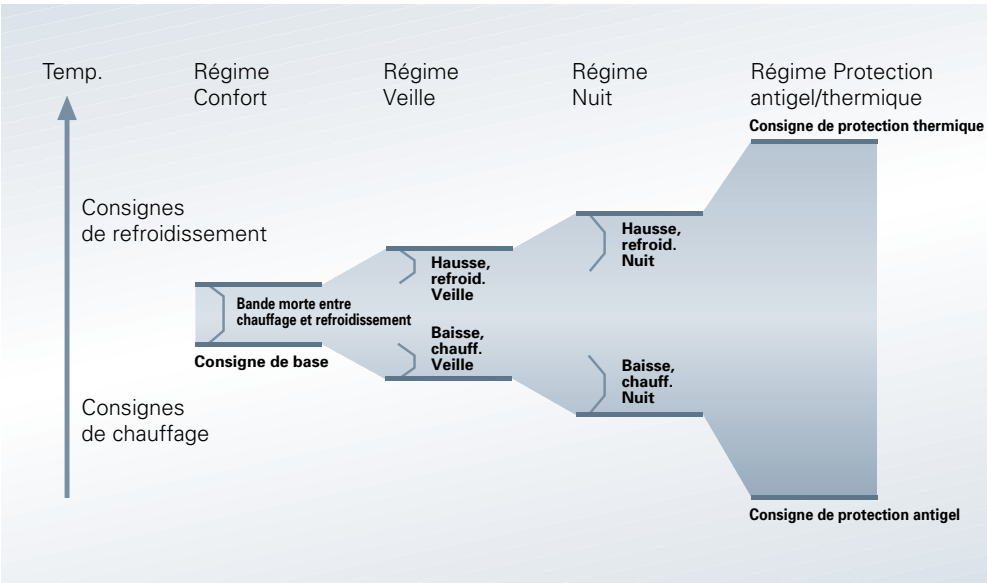 Temp.
Régime
Confort
Régime
Veille
Régime
Nuit
Régime Protection
antigel/thermique
Consigne de protection thermique
Consignes
de refroidissement
Hausse,
refroid.
Nuit
Hausse,
refroid.
Veille
Bande morte entre
chauffage et refroidissement
Baisse,
chauff.
Veille
Consigne de base
Baisse,
chauff.
Nuit
Consignes
de chauffage
Consigne de protection antigel